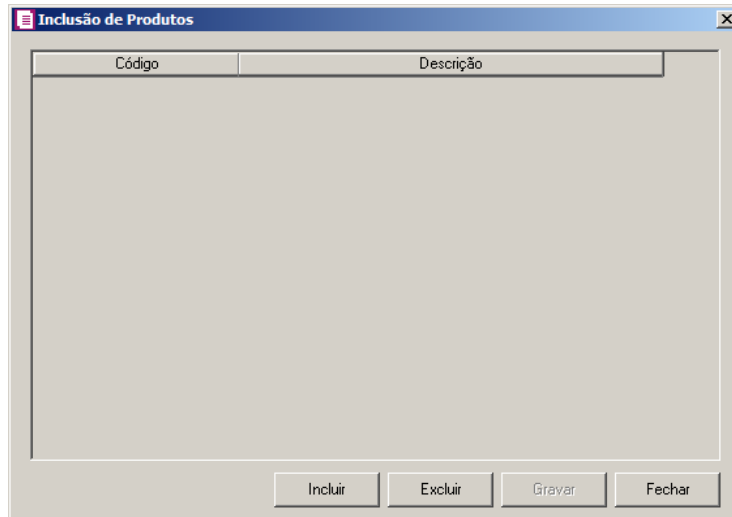 Inclusão de Produtos
Código Descrição
Incluir Excluir Gravar Fechar